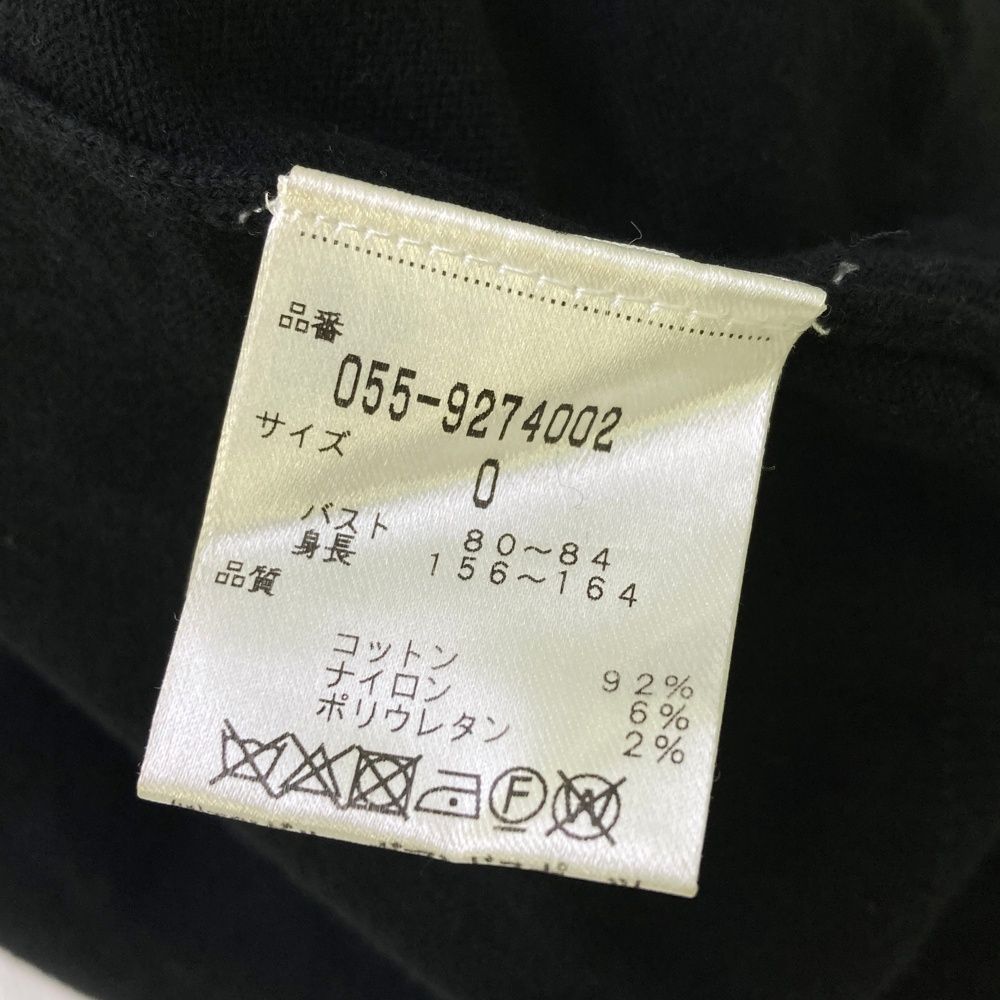 品番
055-9274002
サイズ
0
バスト 80～84
身長 156～164
品質
コットン 92%
ナイロン 6%
ポリウレタン 2%
F
W